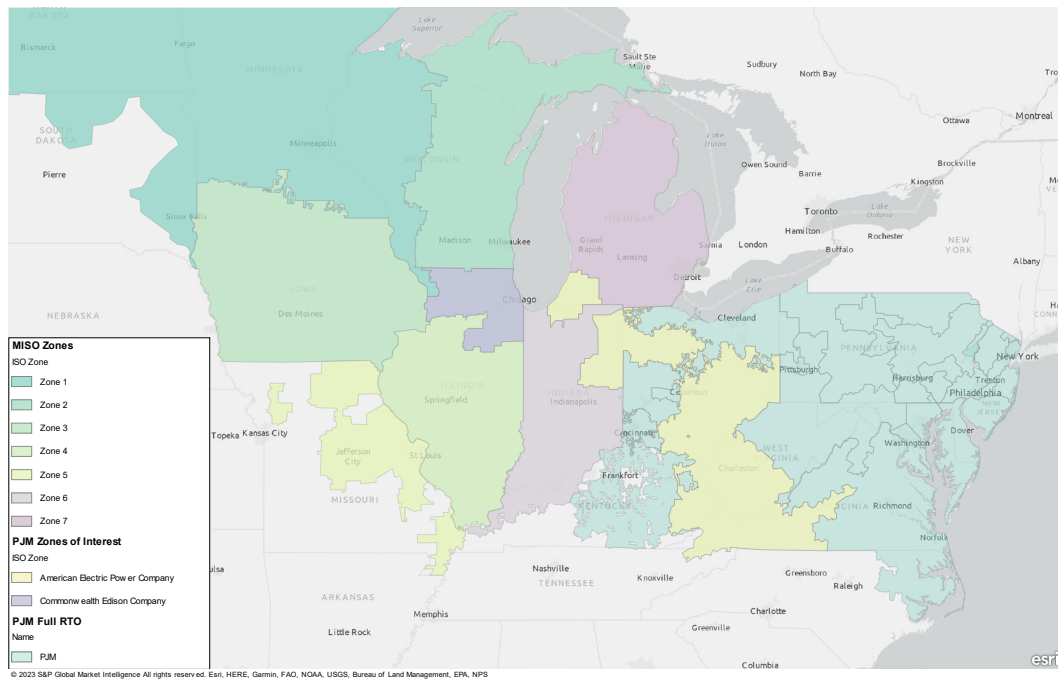 NORTH
DAKOTA
Bismarck
Fargo
MINNESOTA
Lake
Superior
Sault Ste
Marie
Sudbury
North Bay
Ottawa
Montreal
SOUTH
DAKOTA
Pierre
Minneapolis
WISCONSIN
Lake
Huron
Owen Sound
Barrie
Brockville
Kingston
Sioux Falls
Madison
Milwaukee
MICHIGAN
Grand
Rapids
Lansing
Sarnia
London
Toronto
Hamilton
Lake
Ontario
Buffalo
Rochester
NEW
YORK
Albany
Detroit
Lake
Erie
IOWA
Des Moines
Chicago
Cleveland
NEBRASKA
New York
PENNSYLVANIA
Pittsburgh
Harrisburg
Trenton
Philadelphia
NEW
JERSEY
ILLINOIS
Springfield
INDIANA
Indianapolis
Columbus
Topeka
Kansas City
Jefferson
City
St Louis
MISSOURI
Cincinnati
Frankfort
KENTUCKY
WEST
VIRGINIA
Charleston
Washington
Dover
VIRGINIA
Richmond
Norfolk
ulsa
ARKANSAS
Little Rock
Memphis
Nashville
TENNESSEE
Knoxville
Greensboro
Raleigh
Charlotte
Greenville
Columbia
MISO Zones
ISO Zone
Zone 1
Zone 2
Zone 3
Zone 4
Zone 5
Zone 6
Zone 7
PJM Zones of Interest
ISO Zone
American Electric Power Company
Commonwealth Edison Company
PJM Full RTO
Name
PJM
esri
© 2023 S&P Global Market Intelligence All rights reserved. Esri, HERE, Garmin, FAO, NOAA, USGS, Bureau of Land Management, EPA, NPS